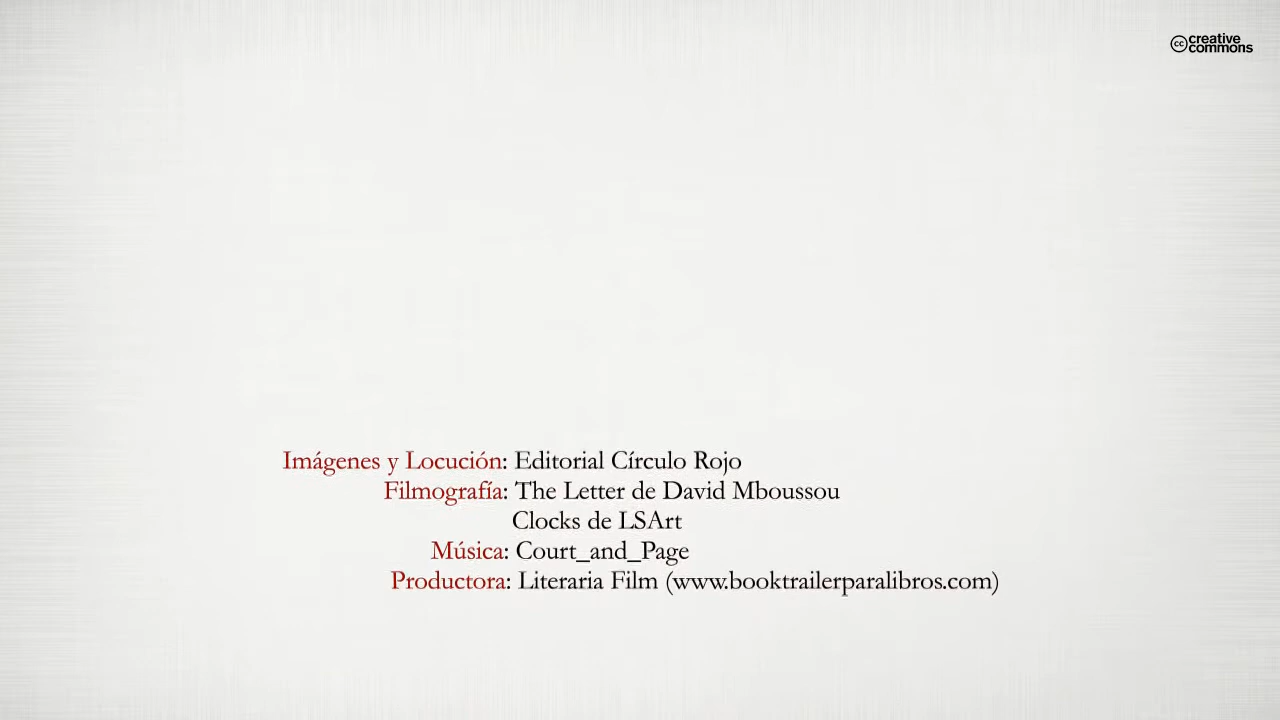 creative
commons
Imágenes y Locución: Editorial Círculo Rojo
Filmografía: The Letter de David Mboussou
Clocks de LSArt
Música: Court_and_Page
Productora: Literaria Film (www.booktrailerparalibros.com)